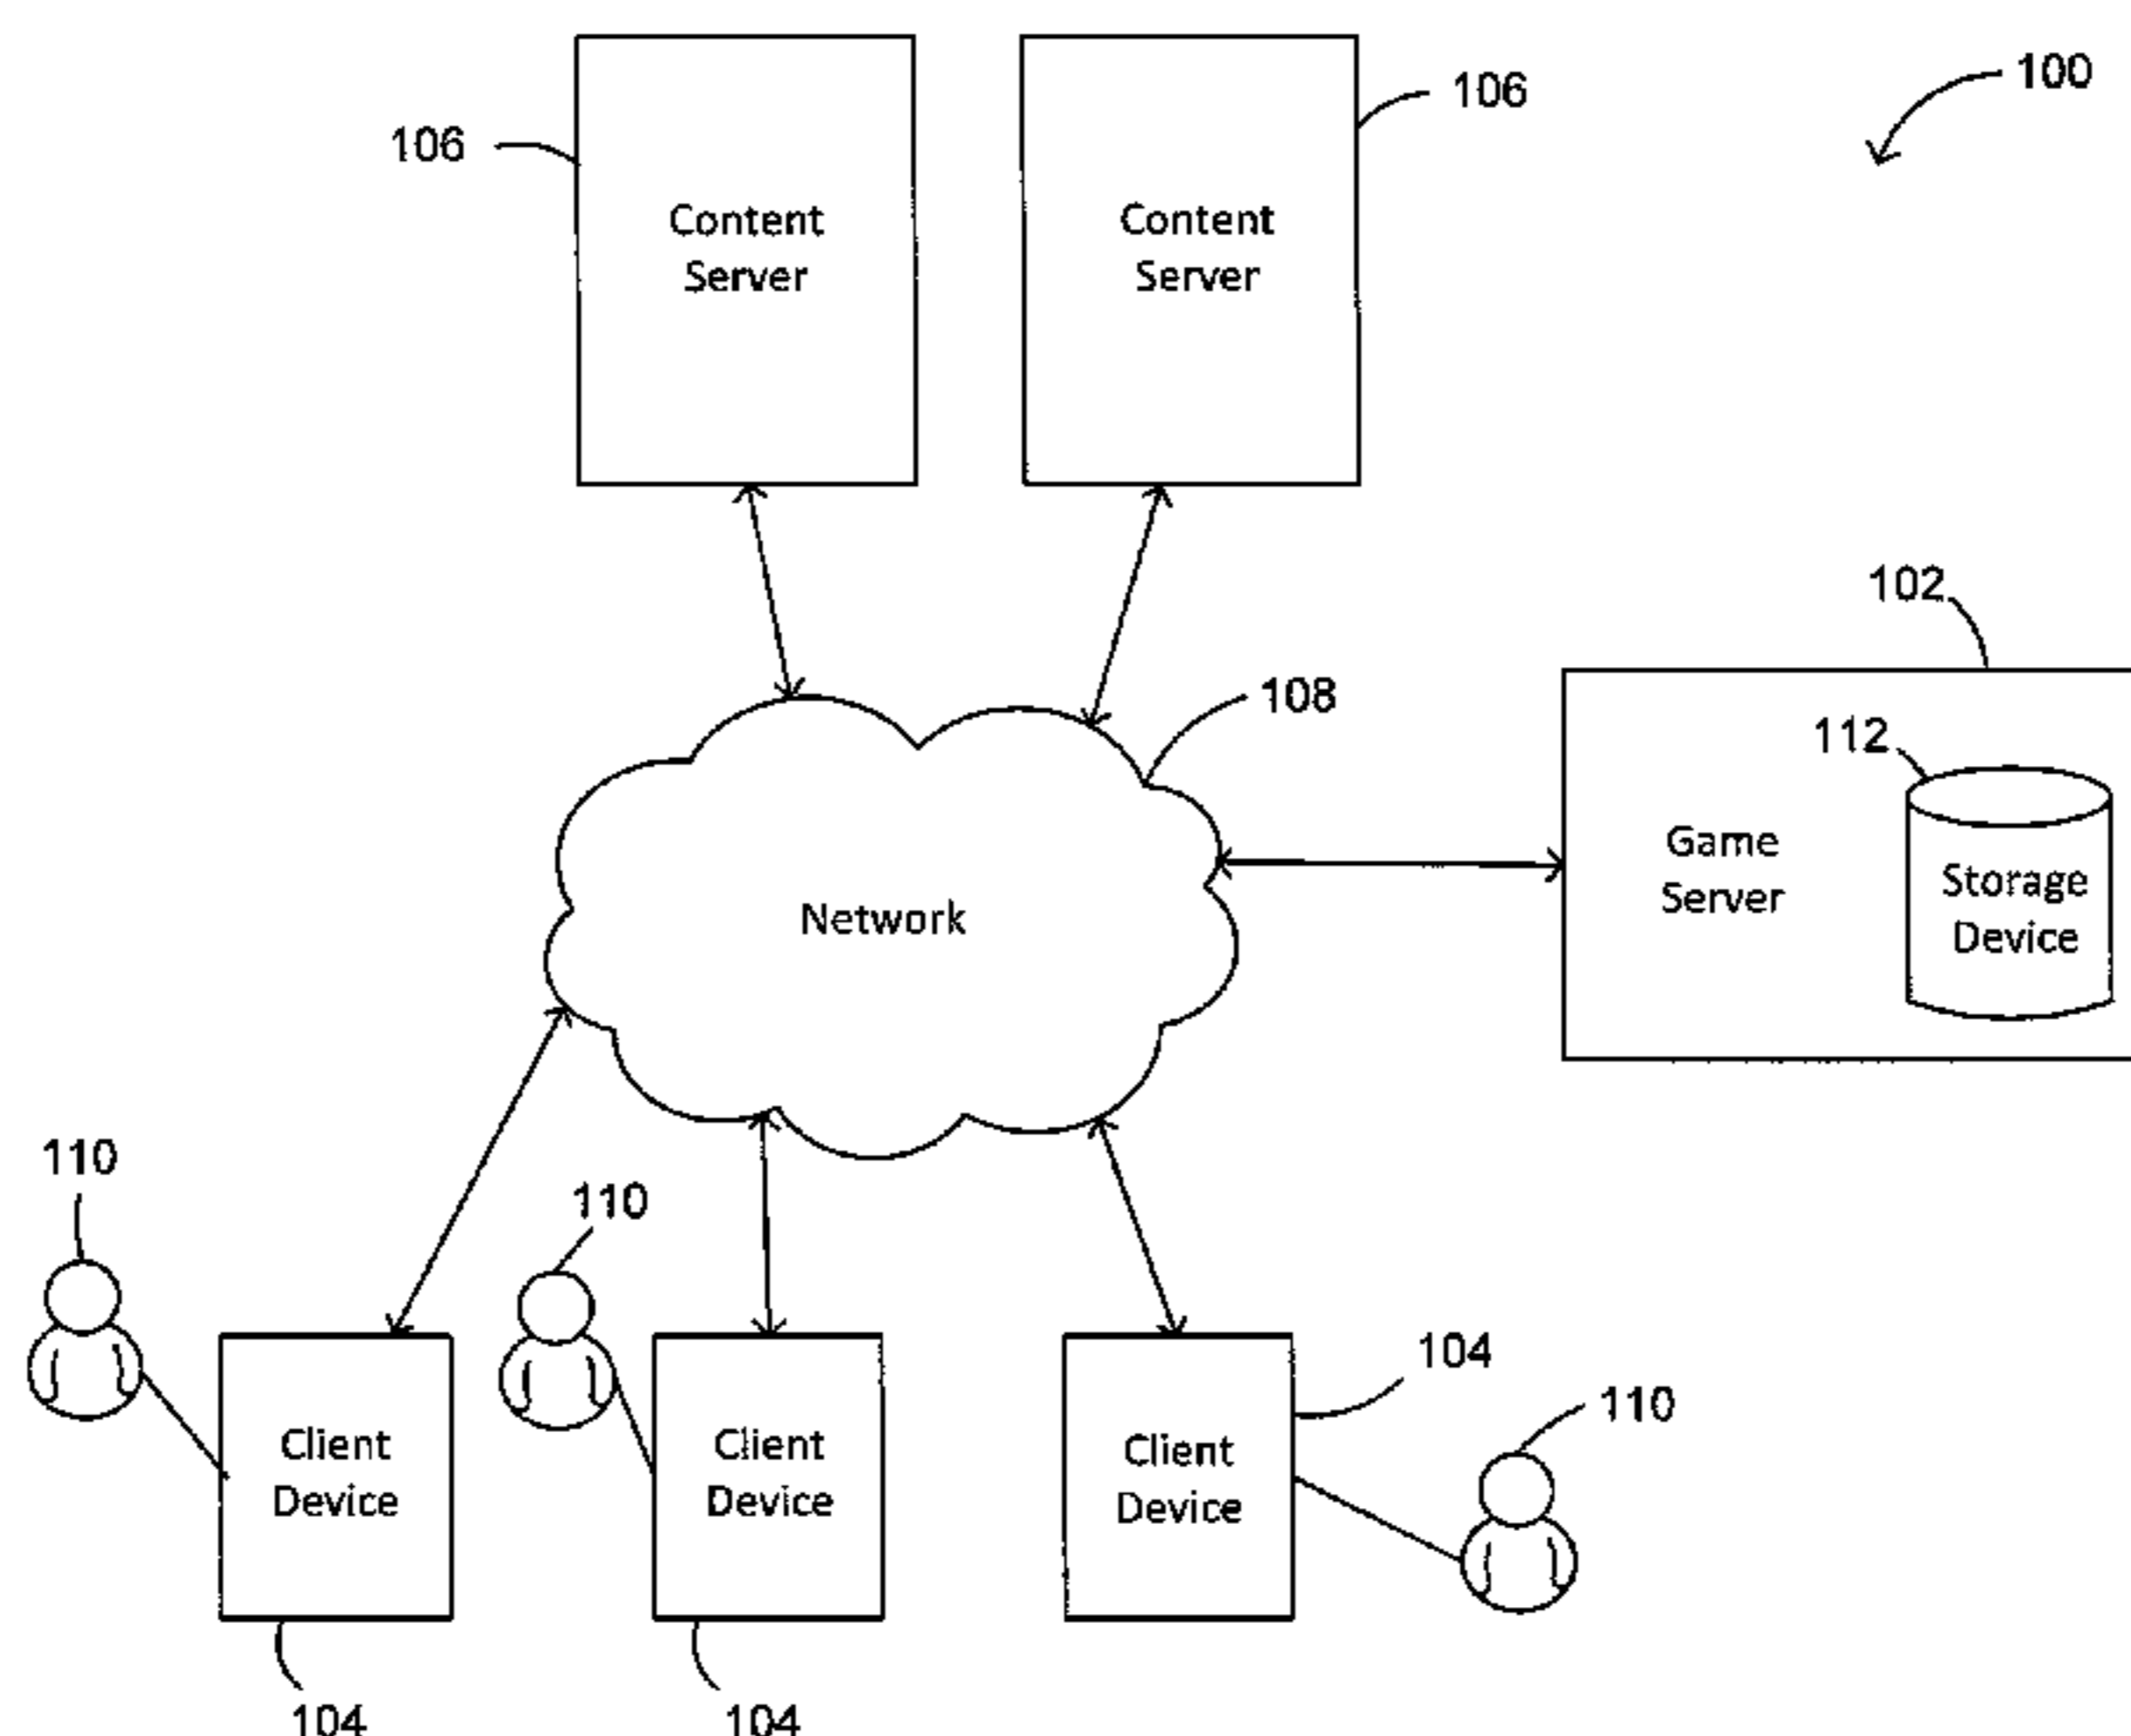 100
106
106
Content
Server
Content
Server
102
108
112
Game
Server
Storage
Device
Network
110
110
104
110
Client
Device
Client
Device
Client
Device
104
104